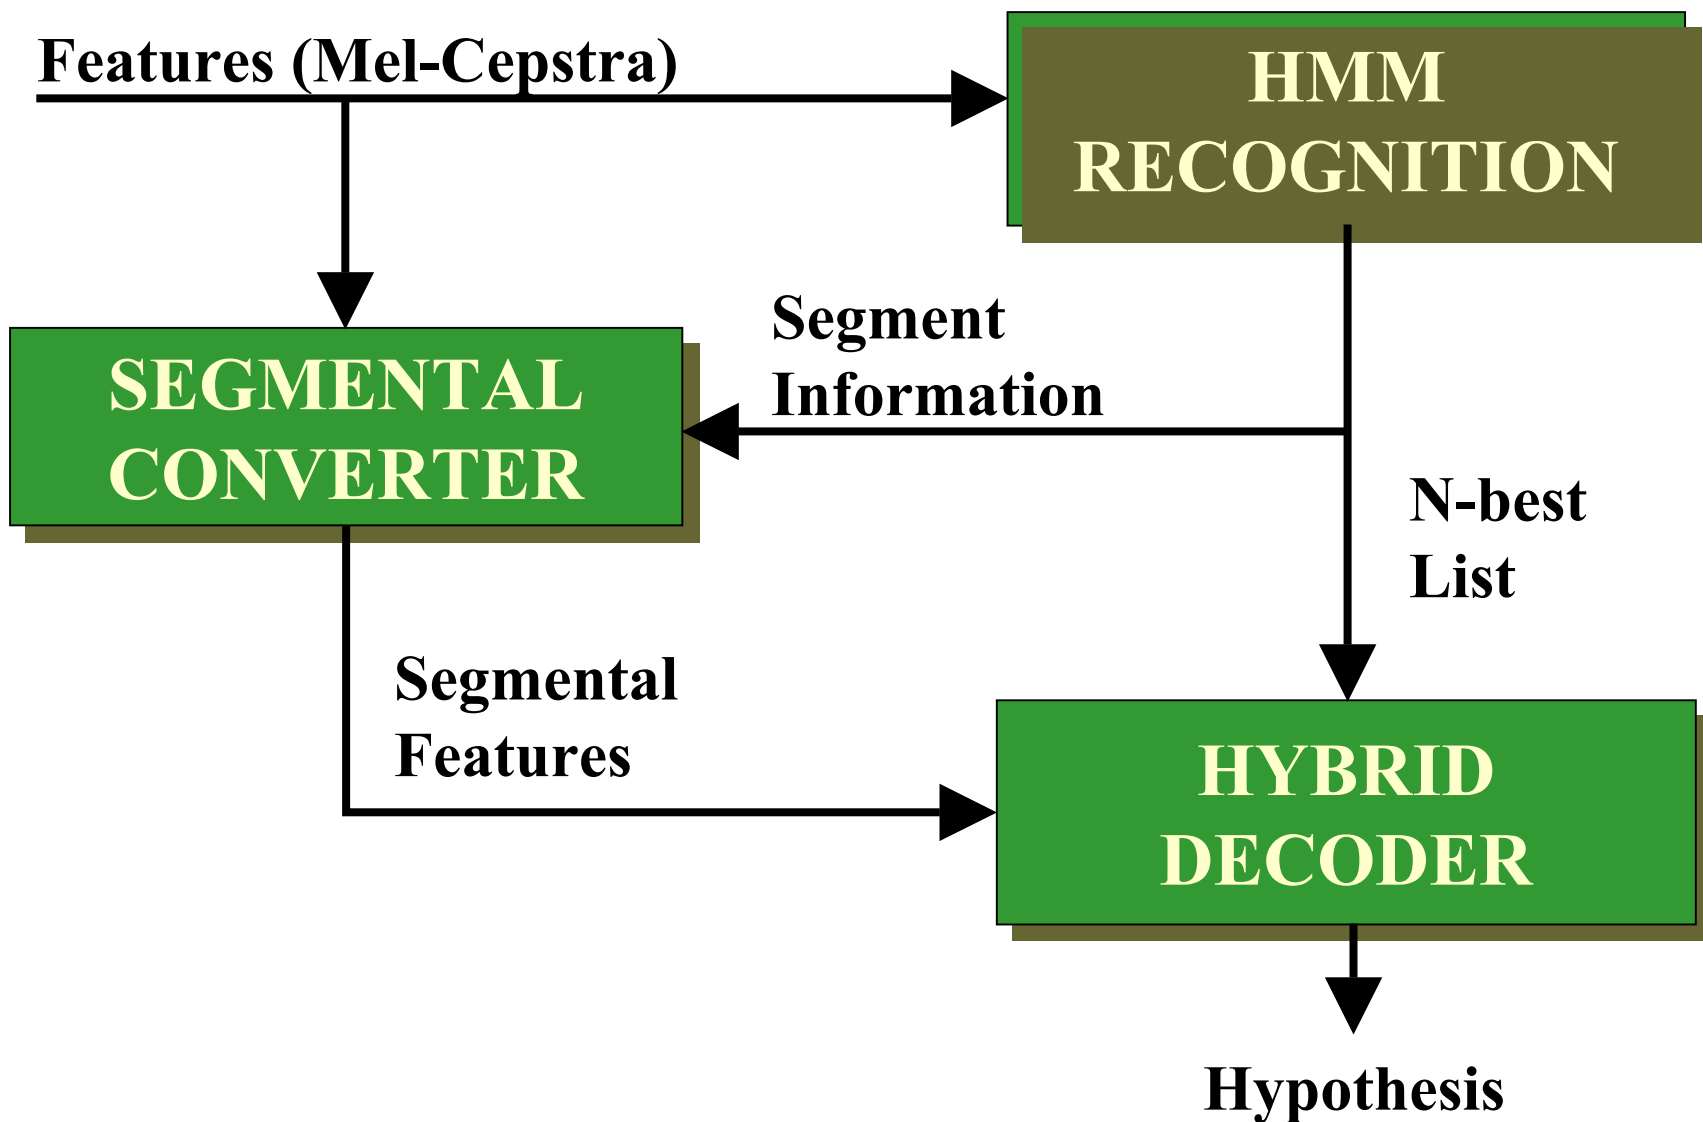 Features (Mel-Cepstra)
HMM
RECOGNITION
Segment
Information
SEGMENTAL
CONVERTER
N-best
List
Segmental
Features
HYBRID
DECODER
Hypothesis